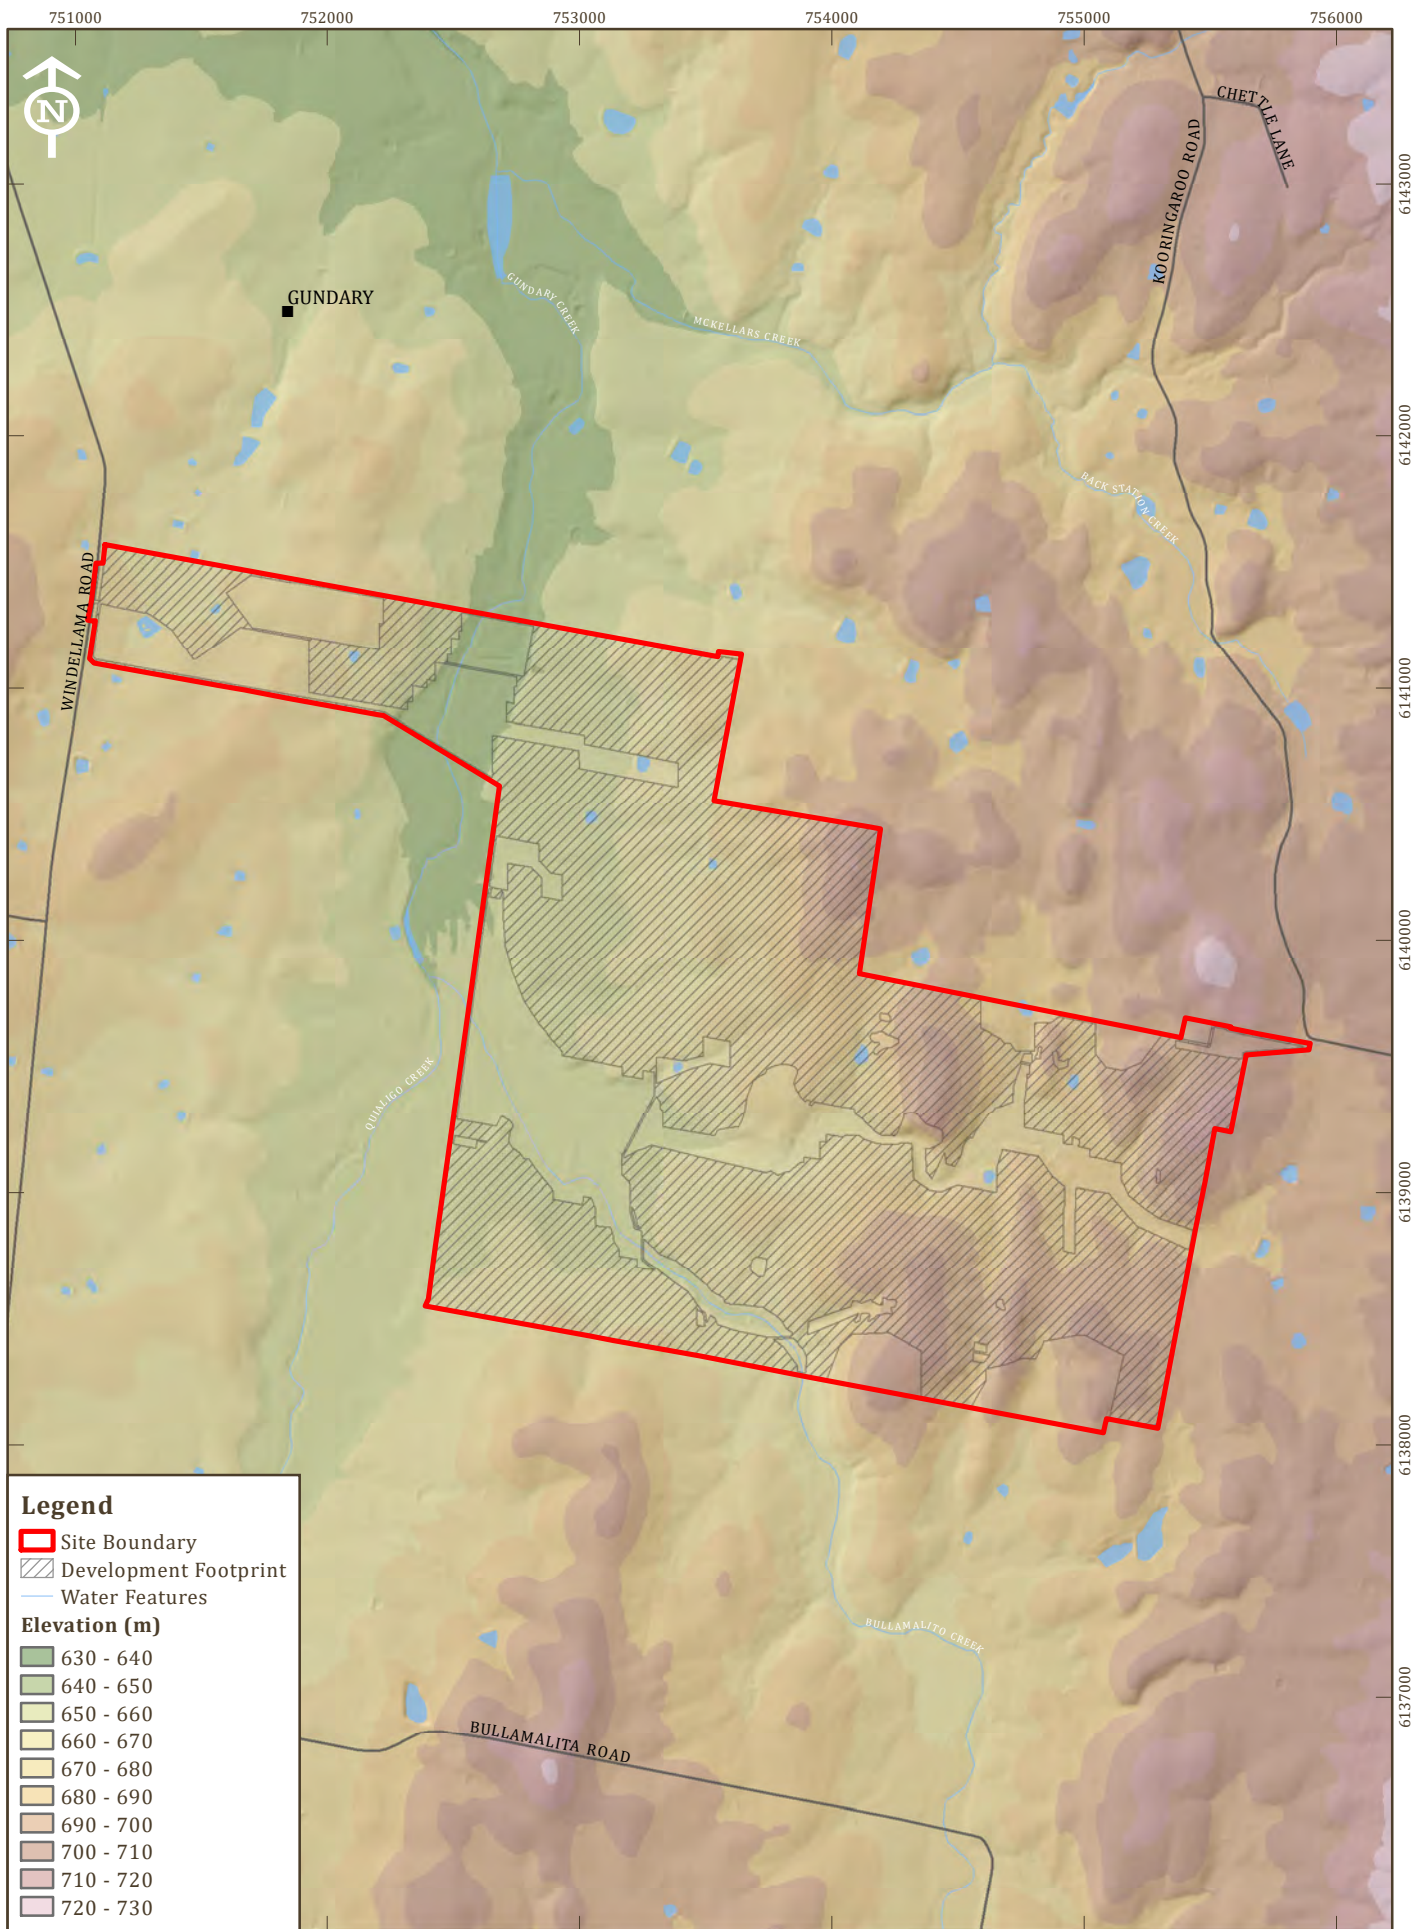 751000 752000 753000 754000 755000 756000
N
CHETTLE LANE
KOORINGAROO ROAD
6143000
GUNDARY
GUNDARY CREEK
MCKELLARS CREEK
6142000
BACK STATION CREEK
WINDELLAMA ROAD
6141000
6140000
QUIALIGO CREEK
6139000
6138000
BULLAMALITO CREEK
6137000
BULLAMALITA ROAD
Legend
Site Boundary
Development Footprint
Water Features
Elevation (m)
630 - 640
640 - 650
650 - 660
660 - 670
670 - 680
680 - 690
690 - 700
700 - 710
710 - 720
720 - 730